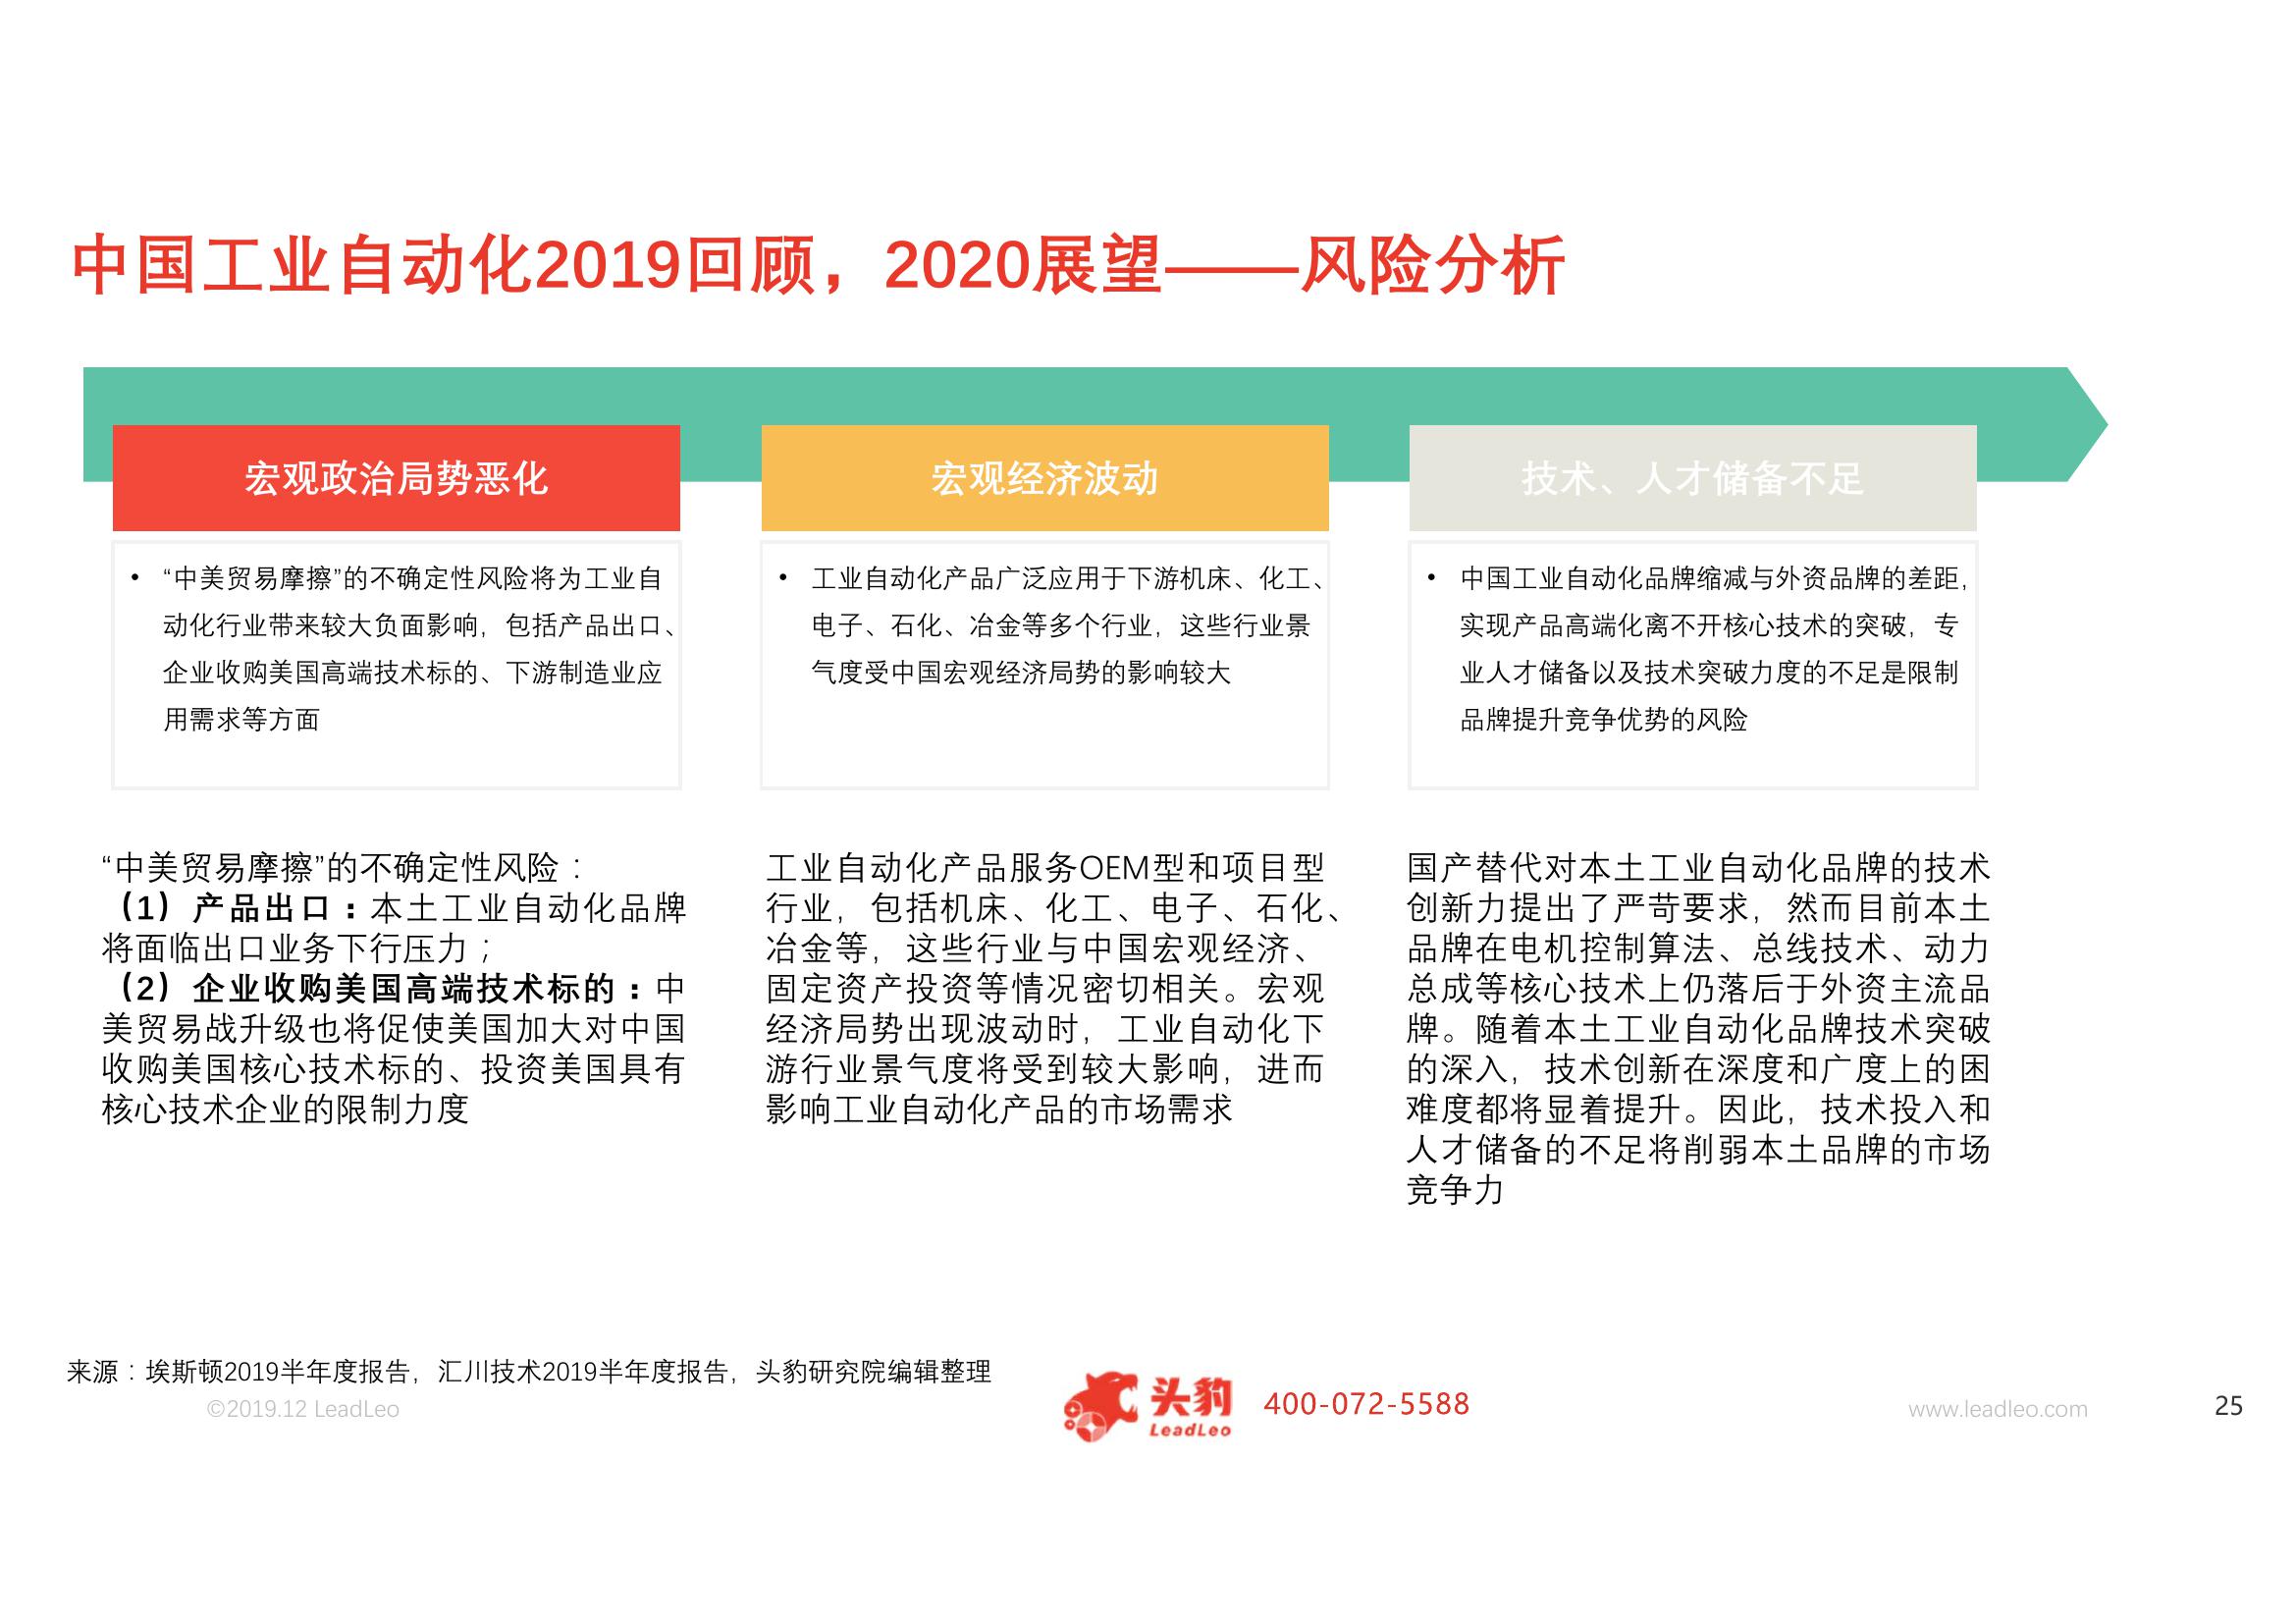 中国工业自动化2019回顾，2020展望——风险分析
宏观政治局势恶化
• “中美贸易摩擦”的不确定性风险将为工业自
动化行业带来较大负面影响，包括产品出口、
企业收购美国高端技术标的、下游制造业应
用需求等方面
“中美贸易摩擦”的不确定性风险：
（1）产品出口：本土工业自动化品牌
将面临出口业务下行压力；
（2）企业收购美国高端技术标的：中
美贸易战升级也将促使美国加大对中国
收购美国核心技术标的、投资美国具有
核心技术企业的限制力度
宏观经济波动
• 工业自动化产品广泛应用于下游机床、化工、
电子、石化、冶金等多个行业，这些行业景
气度受中国宏观经济局势的影响较大
工业自动化产品服务OEM型和项目型
行业，包括机床、化工、电子、石化、
冶金等，这些行业与中国宏观经济、
固定资产投资等情况密切相关。宏观
经济局势出现波动时，工业自动化下
游行业景气度将受到较大影响，进而
影响工业自动化产品的市场需求
技术、人才储备不足
• 中国工业自动化品牌缩减与外资品牌的差距，
实现产品高端化离不开核心技术的突破，专
业人才储备以及技术突破力度的不足是限制
品牌提升竞争优势的风险
国产替代对本土工业自动化品牌的技术
创新力提出了严苛要求，然而目前本土
品牌在电机控制算法、总线技术、动力
总成等核心技术上仍落后于外资主流品
牌。随着本土工业自动化品牌技术突破
的深入，技术创新在深度和广度上的困
难度都将显着提升。因此，技术投入和
人才储备的不足将削弱本土品牌的市场
竞争力
来源：埃斯顿2019半年度报告，汇川技术2019半年度报告，头豹研究院编辑整理
©2019.12 LeadLeo
头豹
LeadLeo
400-072-5588
www.leadleo.com
25